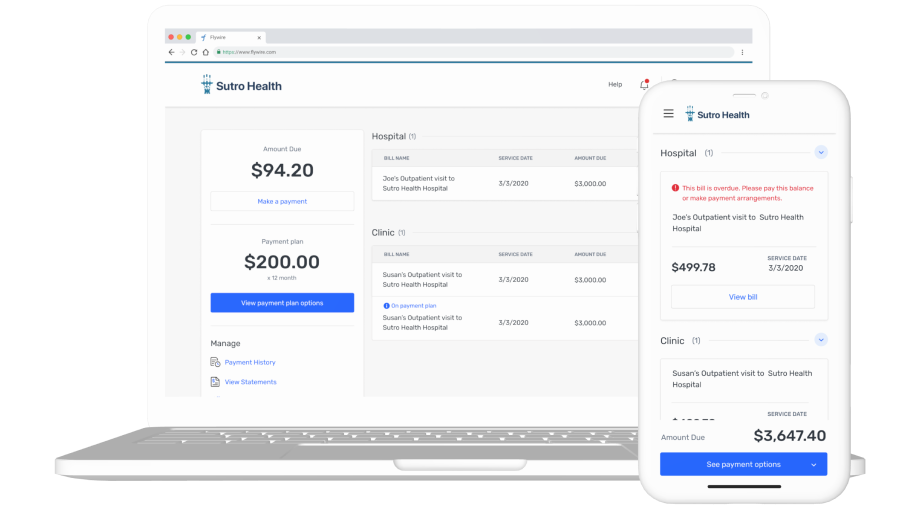 Flywire
https://www.flywire.com
Sutro Health
Help
Amount Due
$94.20
Make a payment
Payment plan
$200.00
x 12 month
View payment plan options
Manage
Payment History
View Statements
Hospital (1)
BILL NAME SERVICE DATE AMOUNT DUE
Joe's Outpatient visit to
Sutro Health Hospital
3/3/2020 $3,000.00
Clinic (1)
BILL NAME SERVICE DATE AMOUNT DUE
Susan's Outpatient visit to
Sutro Health Hospital
3/3/2020 $3,000.00
On payment plan
Susan's Outpatient visit to
Sutro Health Hospital
3/3/2020 $3,000.00
Sutro Health
Hospital (1)
This bill is overdue. Please pay this balance
or make payment arrangements.
Joe's Outpatient visit to Sutro Health
Hospital
SERVICE DATE
$499.78 3/3/2020
View bill
Clinic (1)
Susan's Outpatient visit to Sutro Health
Hospital
SERVICE DATE
Amount Due $3,647.40
See payment options